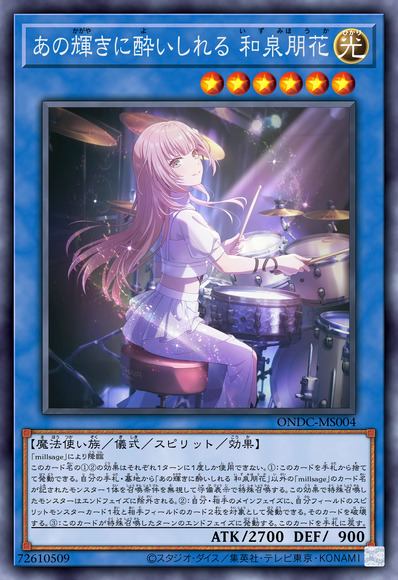 あの輝きに酔いしれる 和泉朋花
光
ONDC-MS004
【魔法使い族／儀式／スピリット／効果】
「millsage」により降臨
このカード名の①②の効果はそれぞれ1ターンに1度しか使用できない。①：このカードを手札から捨
て発動できる。自分の手札・墓地から「あの輝きに酔いしれる 和泉朋花」以外の「millsage」のカード名
が記されたモンスター1体を召喚条件を無視して守備表示で特殊召喚する。この効果で特殊召喚
したモンスターはエンドフェイズに除外される。②：自分・相手のメインフェイズに、自分フィールドのスピ
リットモンスターカード1枚と相手フィールドのカード2枚を対象として発動できる。そのカードを破壊
する。③：このカードが特殊召喚したターンのエンドフェイズに発動する。このカードを手札に戻す。
ATK/2700 DEF/ 900
72610509
©スタジオ・ダイス／集英社・テレビ東京・KONAMI